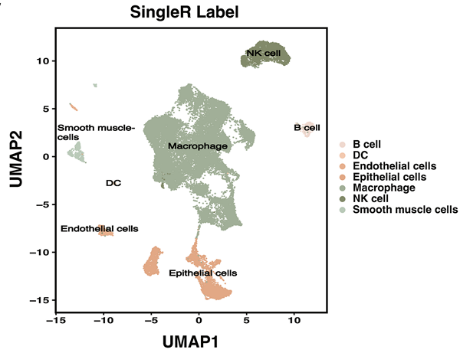 SingleR Label
UMAP2
10
5
0
−5
−10
−15
NK cell
B cell
Smooth muscle-
cells
Macrophage
DC
Endothelial cells
Epithelial cells
−15
−10
−5
0
5
10
UMAP1
B cell
DC
Endothelial cells
Epithelial cells
Macrophage
NK cell
Smooth muscle cells